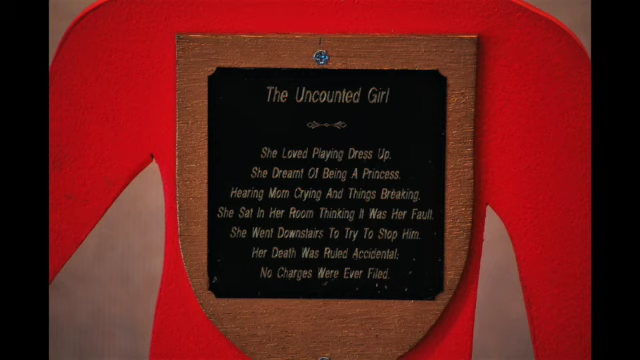 The Uncounted Girl
She Loved Playing Dress Up.
She Dreamt Of Being A Princess.
Hearing Mom Crying And Things Breaking.
She Sat In Her Room Thinking It Was Her Fault.
She Went Downstairs To Try To Stop Him.
Her Death Was Ruled Accidental;
No Charges Were Ever Filed.